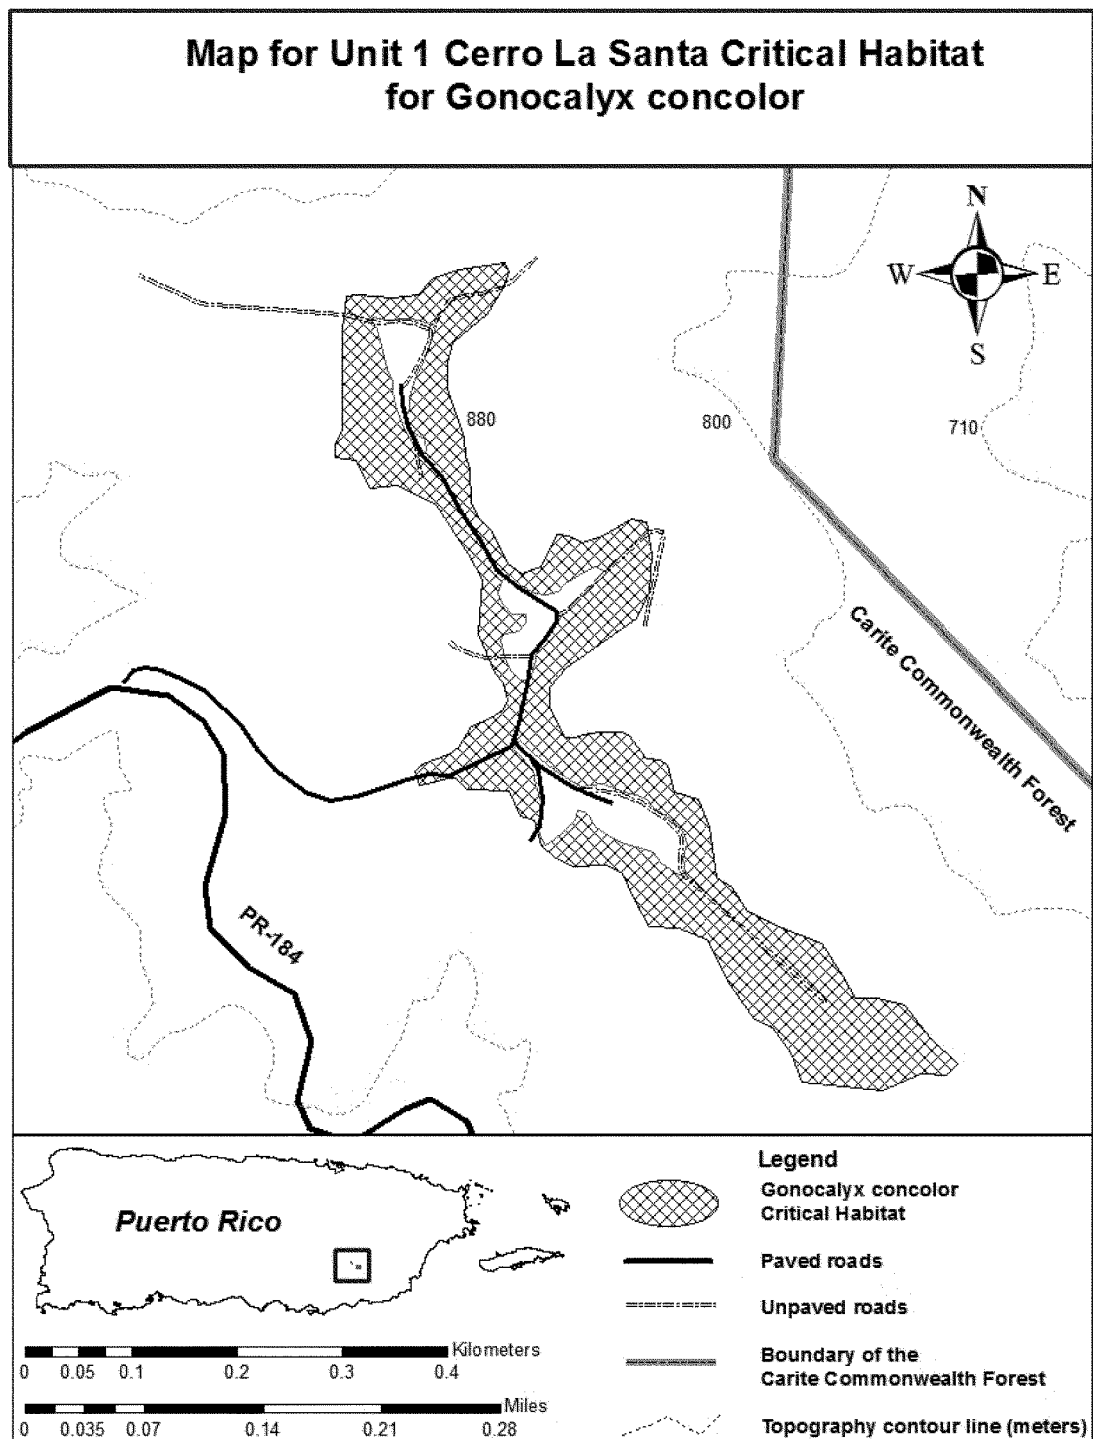 Map for Unit 1 Cerro La Santa Critical Habitat
for Gonocalyx concolor
N
W E
S
880
800
710
Carite Commonwealth Forest
PR-184
Puerto Rico
Kilometers
0 0.05 0.1 0.2 0.3 0.4
Miles
0 0.035 0.07 0.14 0.21 0.28
Legend
Gonocalyx concolor
Critical Habitat
Paved roads
Unpaved roads
Boundary of the
Carite Commonwealth Forest
Topography contour line (meters)